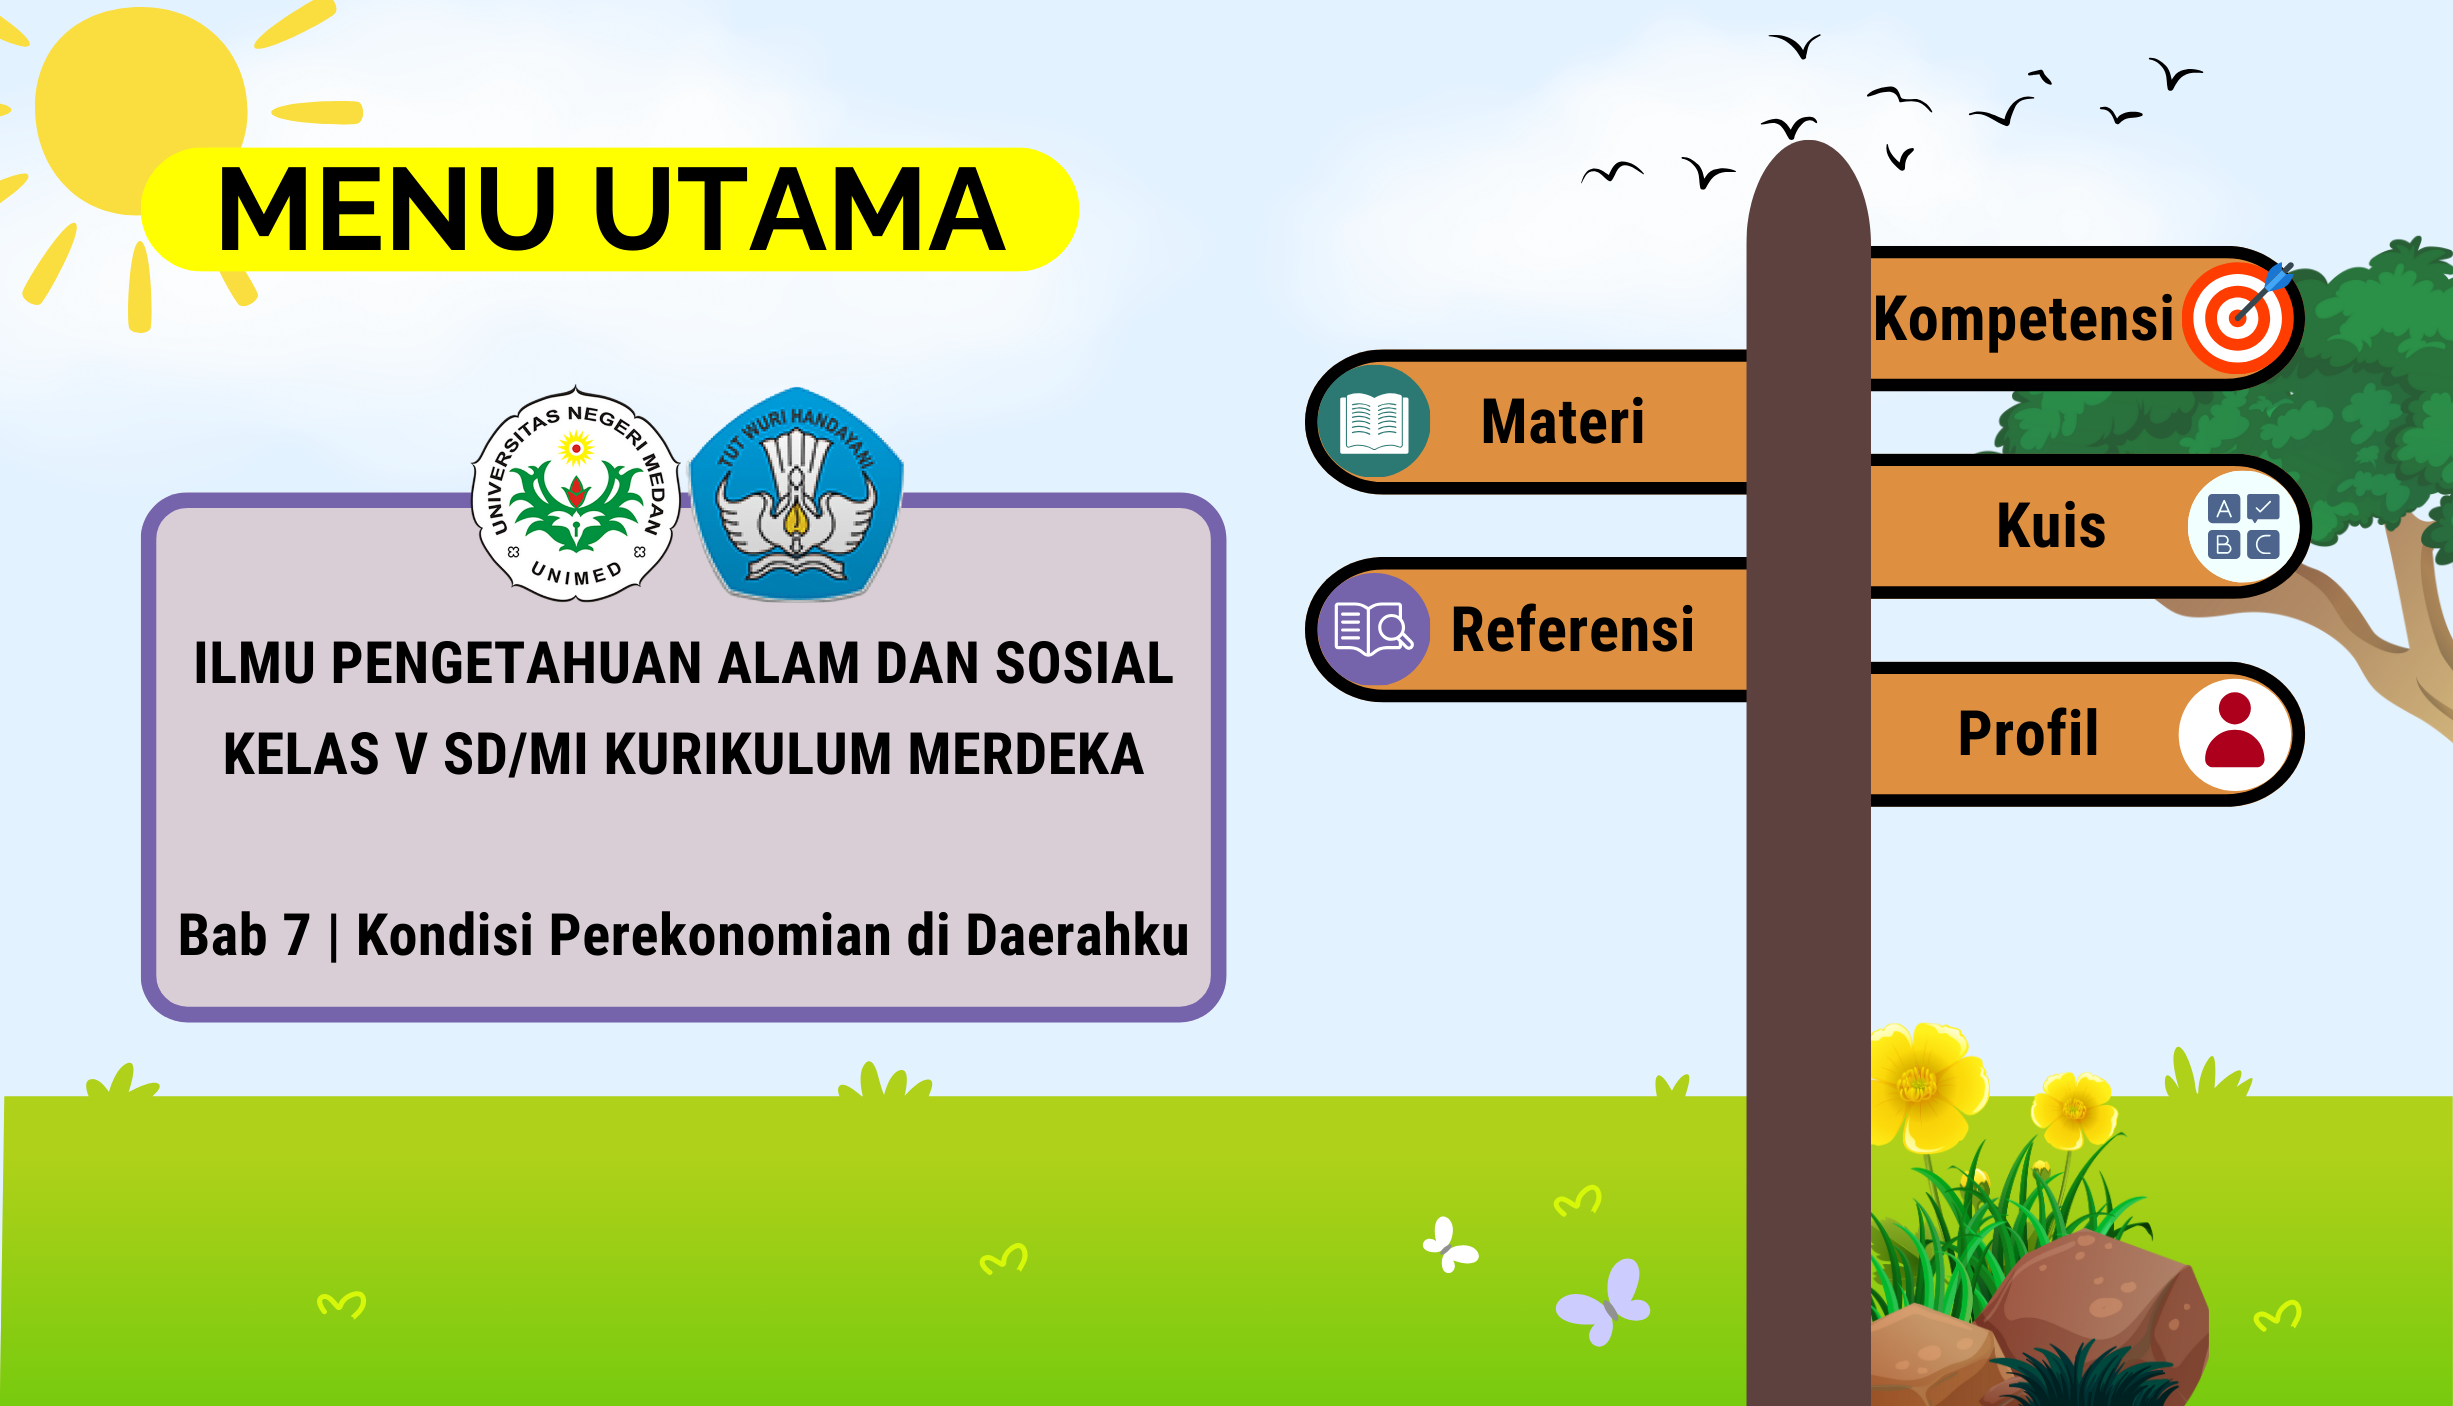 MENU UTAMA
UNIVERSITAS NEGERI MEDAN
UNIMED
TUT WURI HANDAYANI
ILMU PENGETAHUAN ALAM DAN SOSIAL
KELAS V SD/MI KURIKULUM MERDEKA
Bab 7 | Kondisi Perekonomian di Daerahku
Kompetensi
Materi
Kuis
A
B C
Referensi
Profil